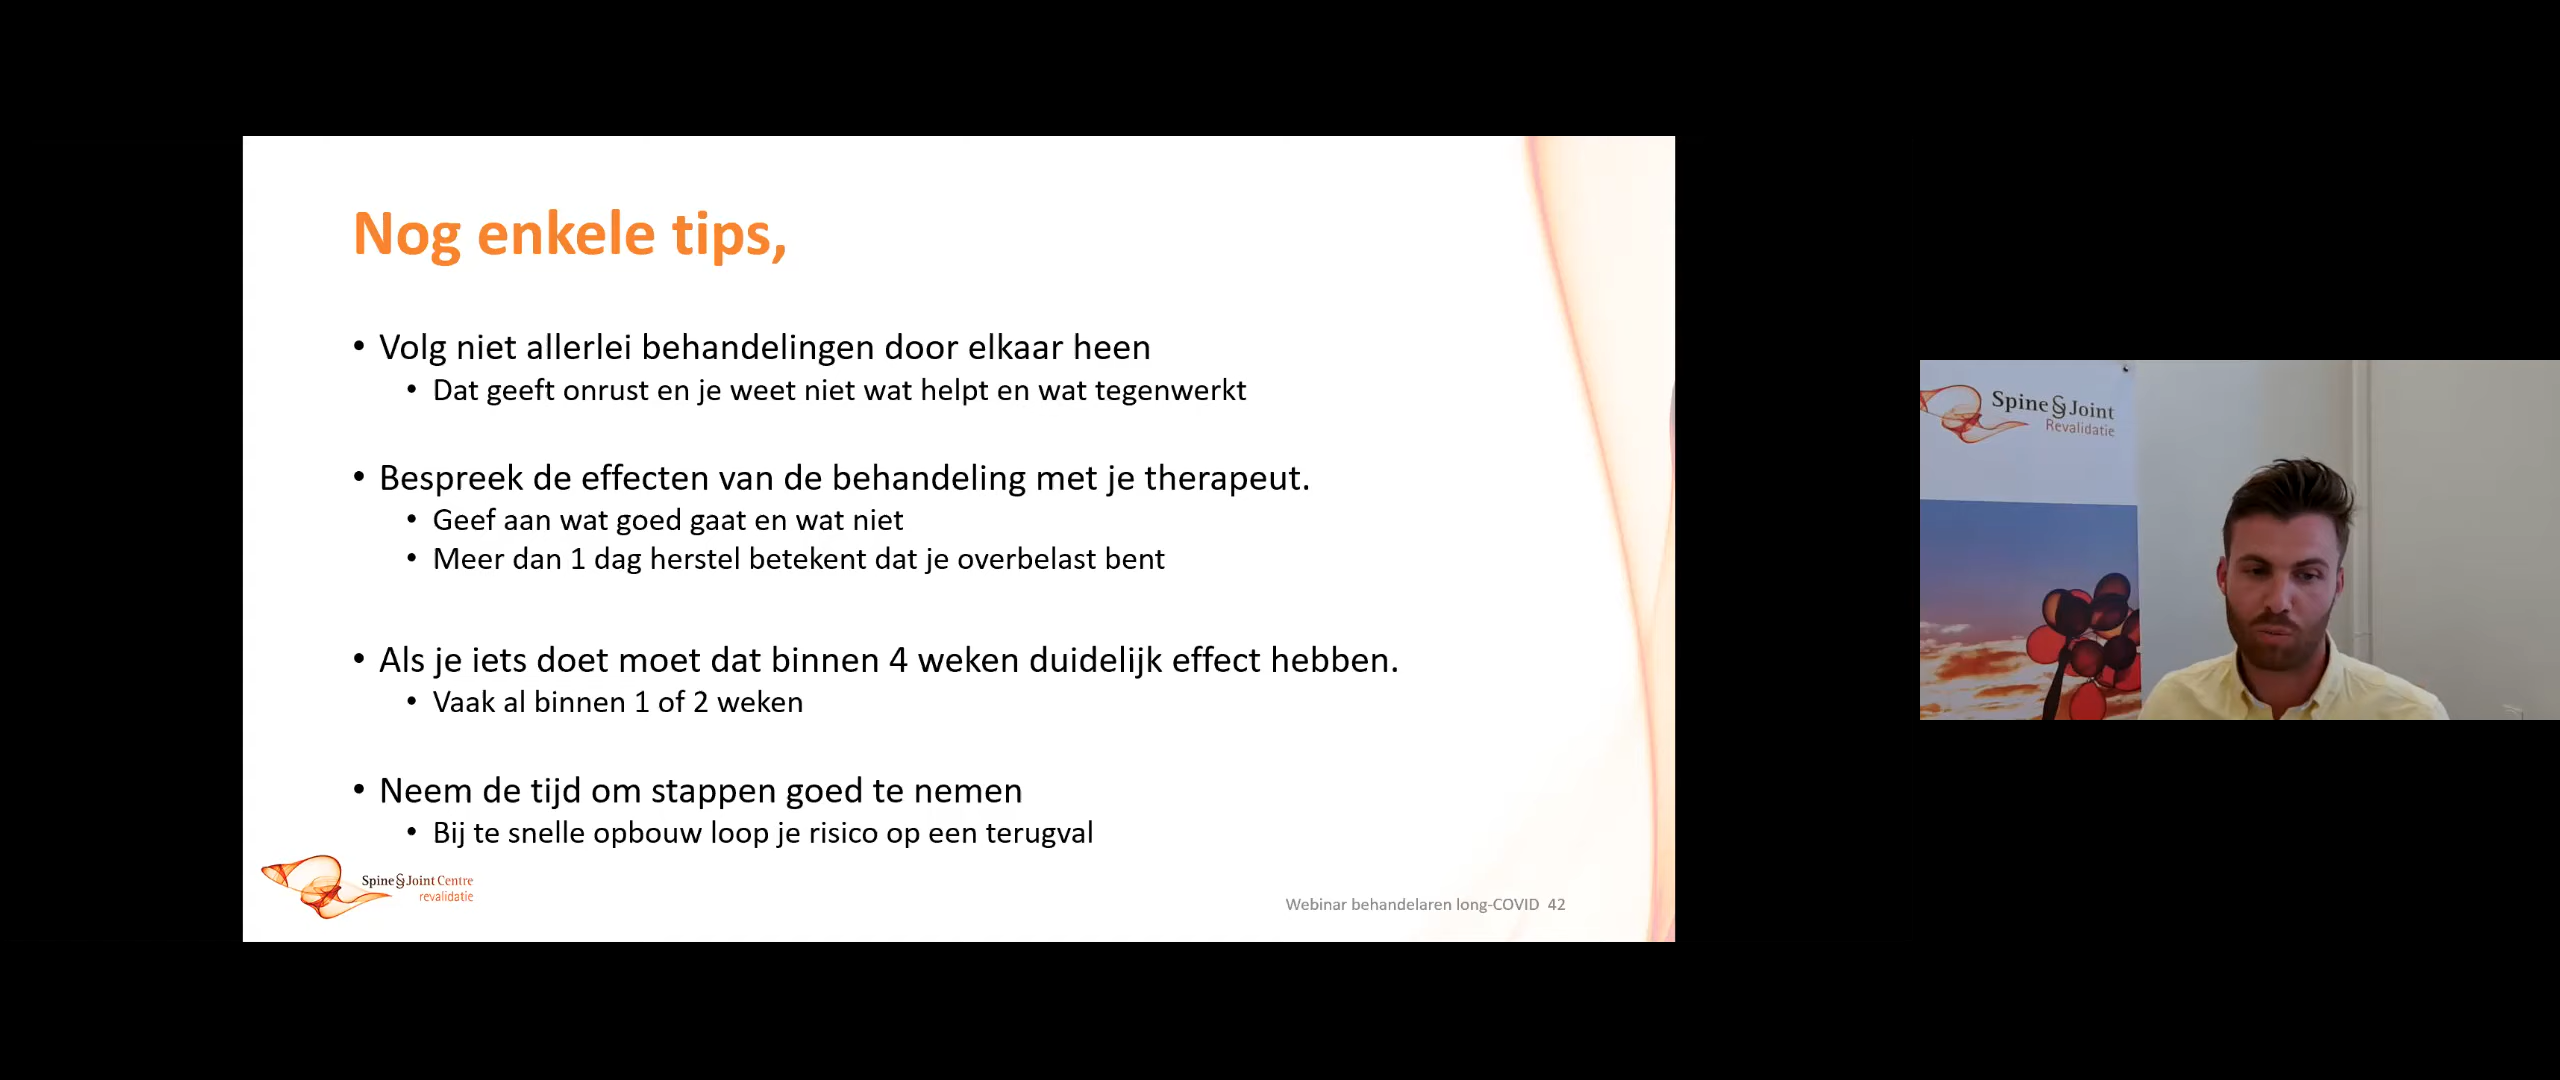 Nog enkele tips,
• Volg niet allerlei behandelingen door elkaar heen
• Dat geeft onrust en je weet niet wat helpt en wat tegenwerkt
• Bespreek de effecten van de behandeling met je therapeut.
• Geef aan wat goed gaat en wat niet
• Meer dan 1 dag herstel betekent dat je overbelast bent
• Als je iets doet moet dat binnen 4 weken duidelijk effect hebben.
• Vaak al binnen 1 of 2 weken
• Neem de tijd om stappen goed te nemen
• Bij te snelle opbouw loop je risico op een terugval
Spine&Joint Centre
revalidatie
Webinar behandelaren long-COVID 42
Spine&Joint
Revalidatie